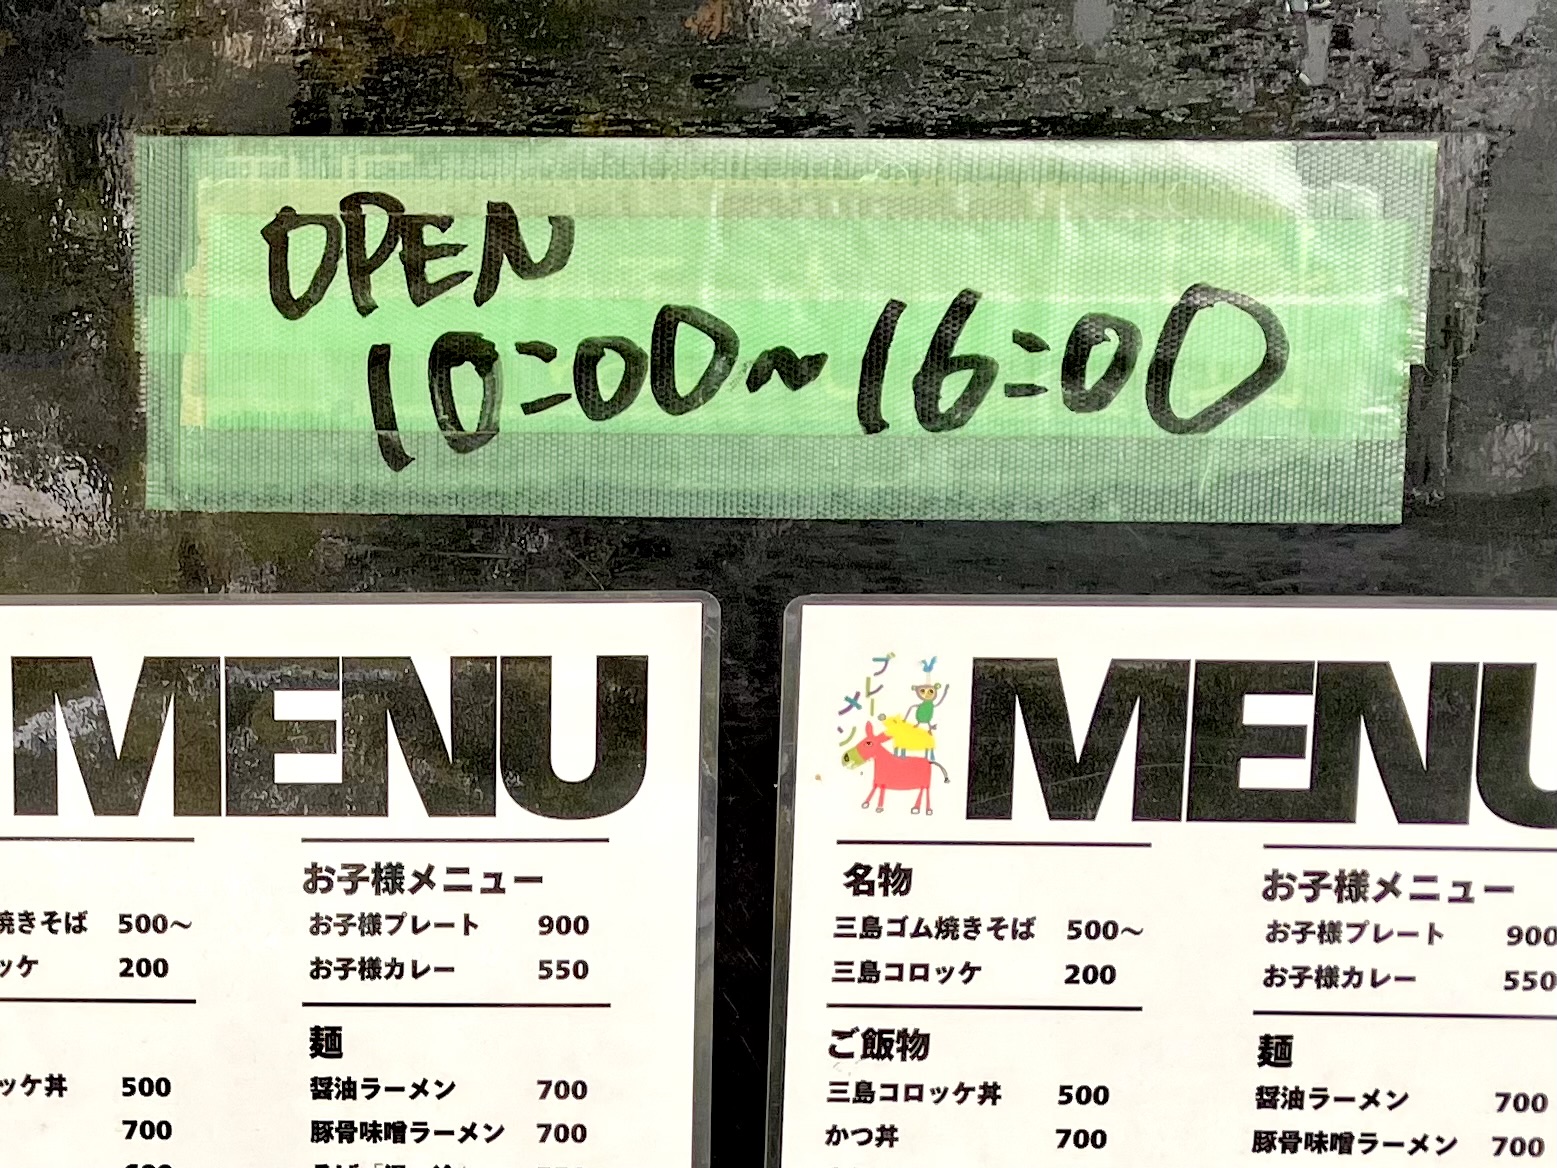 OPEN
10:00～16:00
MENU
お子様メニュー
焼きそば 500～
お子様プレート 900
ッケ 200
お子様カレー 550
麺
ッケ丼 500
醤油ラーメン 700
700
豚骨味噌ラーメン 700
ブレーメン
MENU
名物
三島ゴム焼きそば 500～
三島コロッケ 200
お子様メニュー
お子様プレート 900
お子様カレー 550
ご飯物
三島コロッケ丼 500
かつ丼 700
麺
醤油ラーメン 700
豚骨味噌ラーメン 700